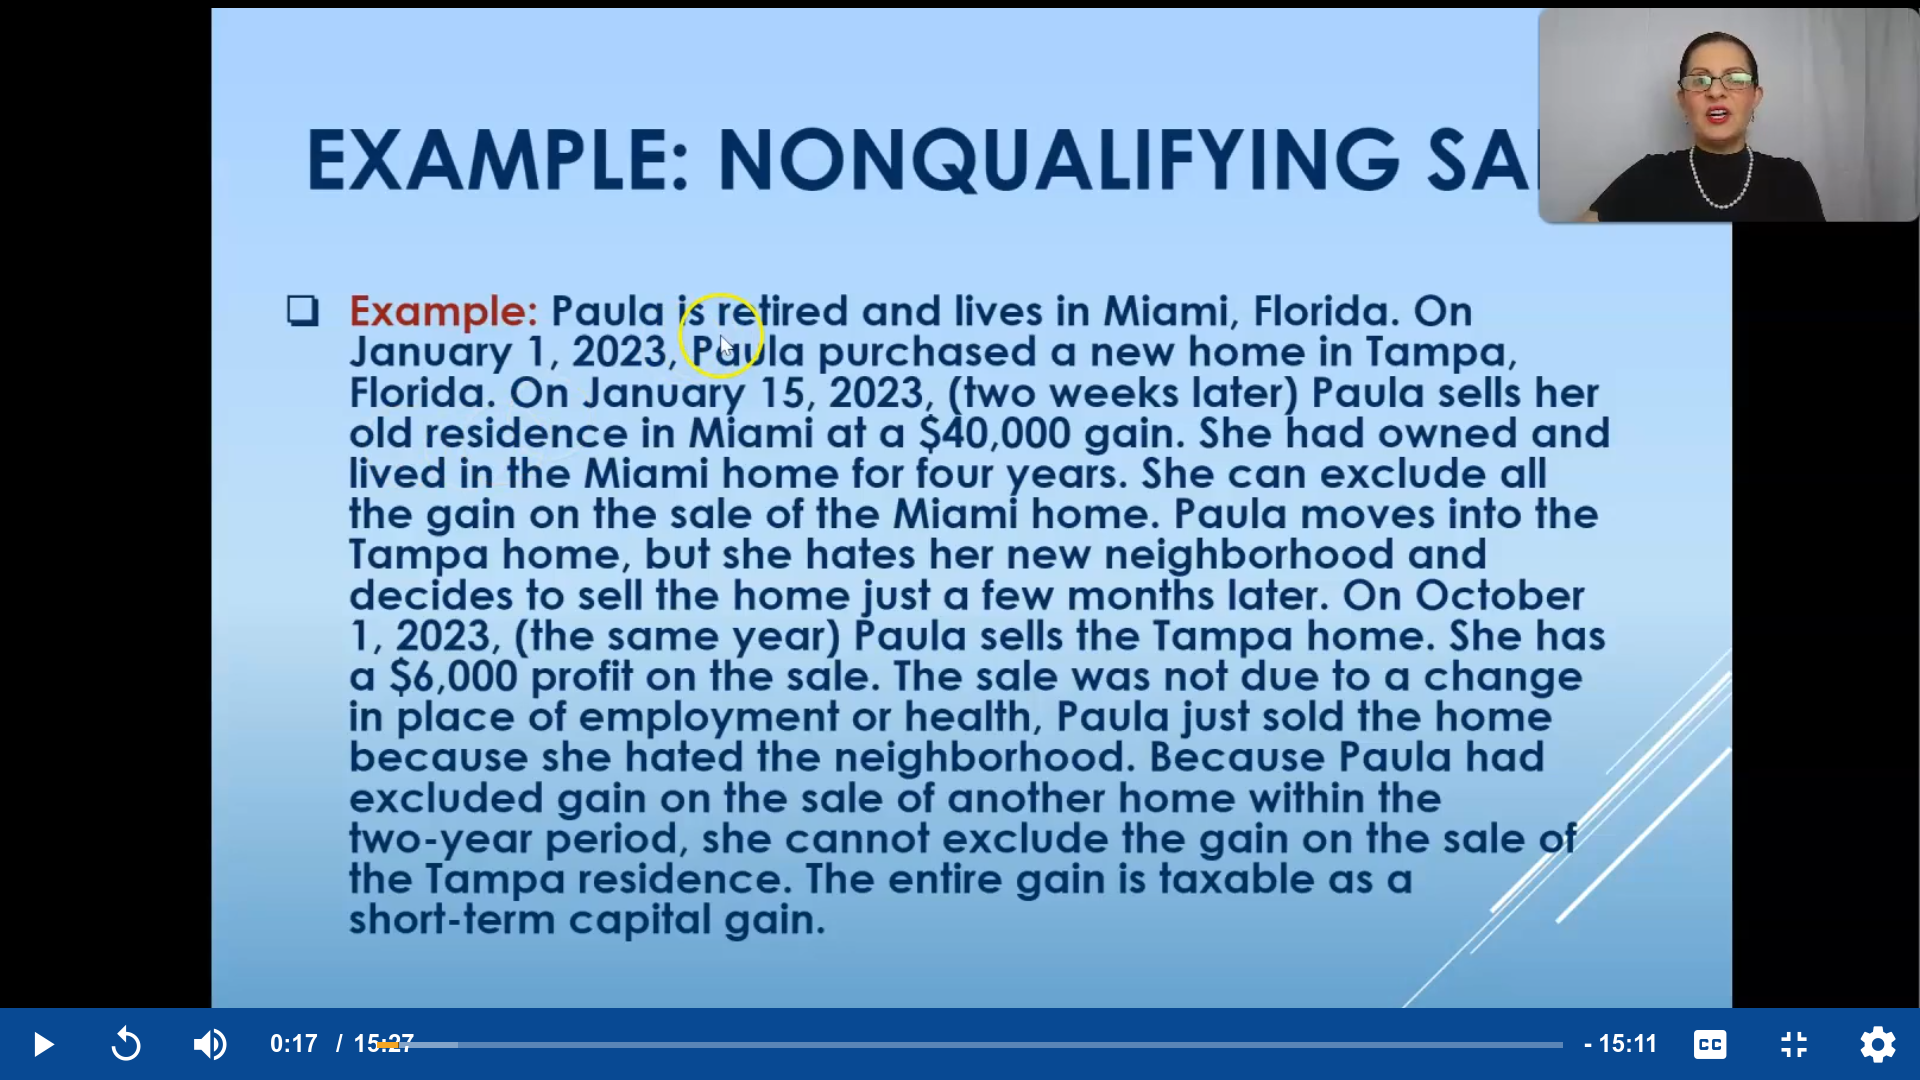 EXAMPLE: NONQUALIFYING
Example: Paula is retired and lives in Miami, Florida. On
January 1, 2023, Paula purchased a new home in Tampa,
Florida. On January 15, 2023, (two weeks later) Paula sells her
old residence in Miami at a $40,000 gain. She had owned and
lived in the Miami home for four years. She can exclude all
the gain on the sale of the Miami home. Paula moves into the
Tampa home, but she hates her new neighborhood and
decides to sell the home just a few months later. On October
1, 2023, (the same year) Paula sells the Tampa home. She has
a $6,000 profit on the sale. The sale was not due to a change
in place of employment or health, Paula just sold the home
because she hated the neighborhood. Because Paula had
excluded gain on the sale of another home within the
two-year period, she cannot exclude the gain on the sale of
the Tampa residence. The entire gain is taxable as a
short-term capital gain.
0:17 / 15:27 - 15:11 CC